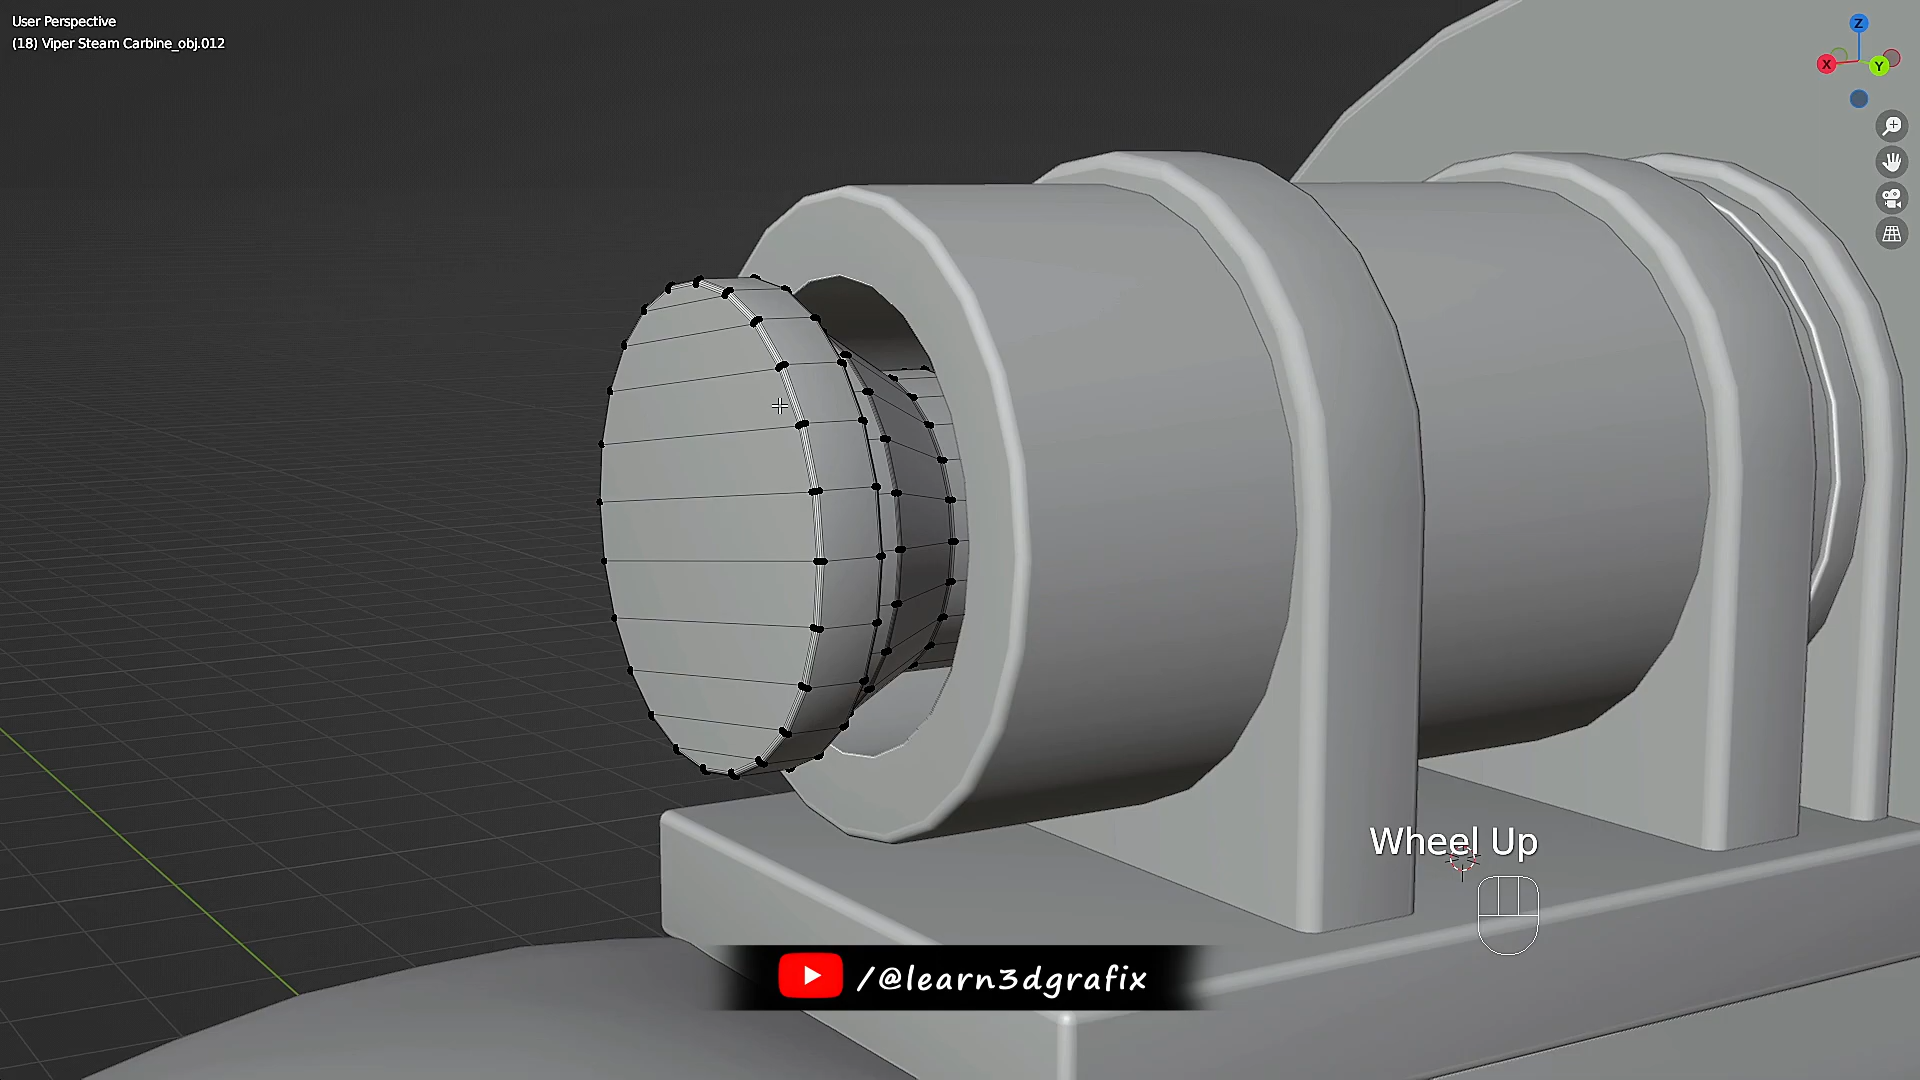 User Perspective
(18) Viper Steam Carbine_obj.012
Z
X
Y
Wheel Up
/@learn3dgrafix